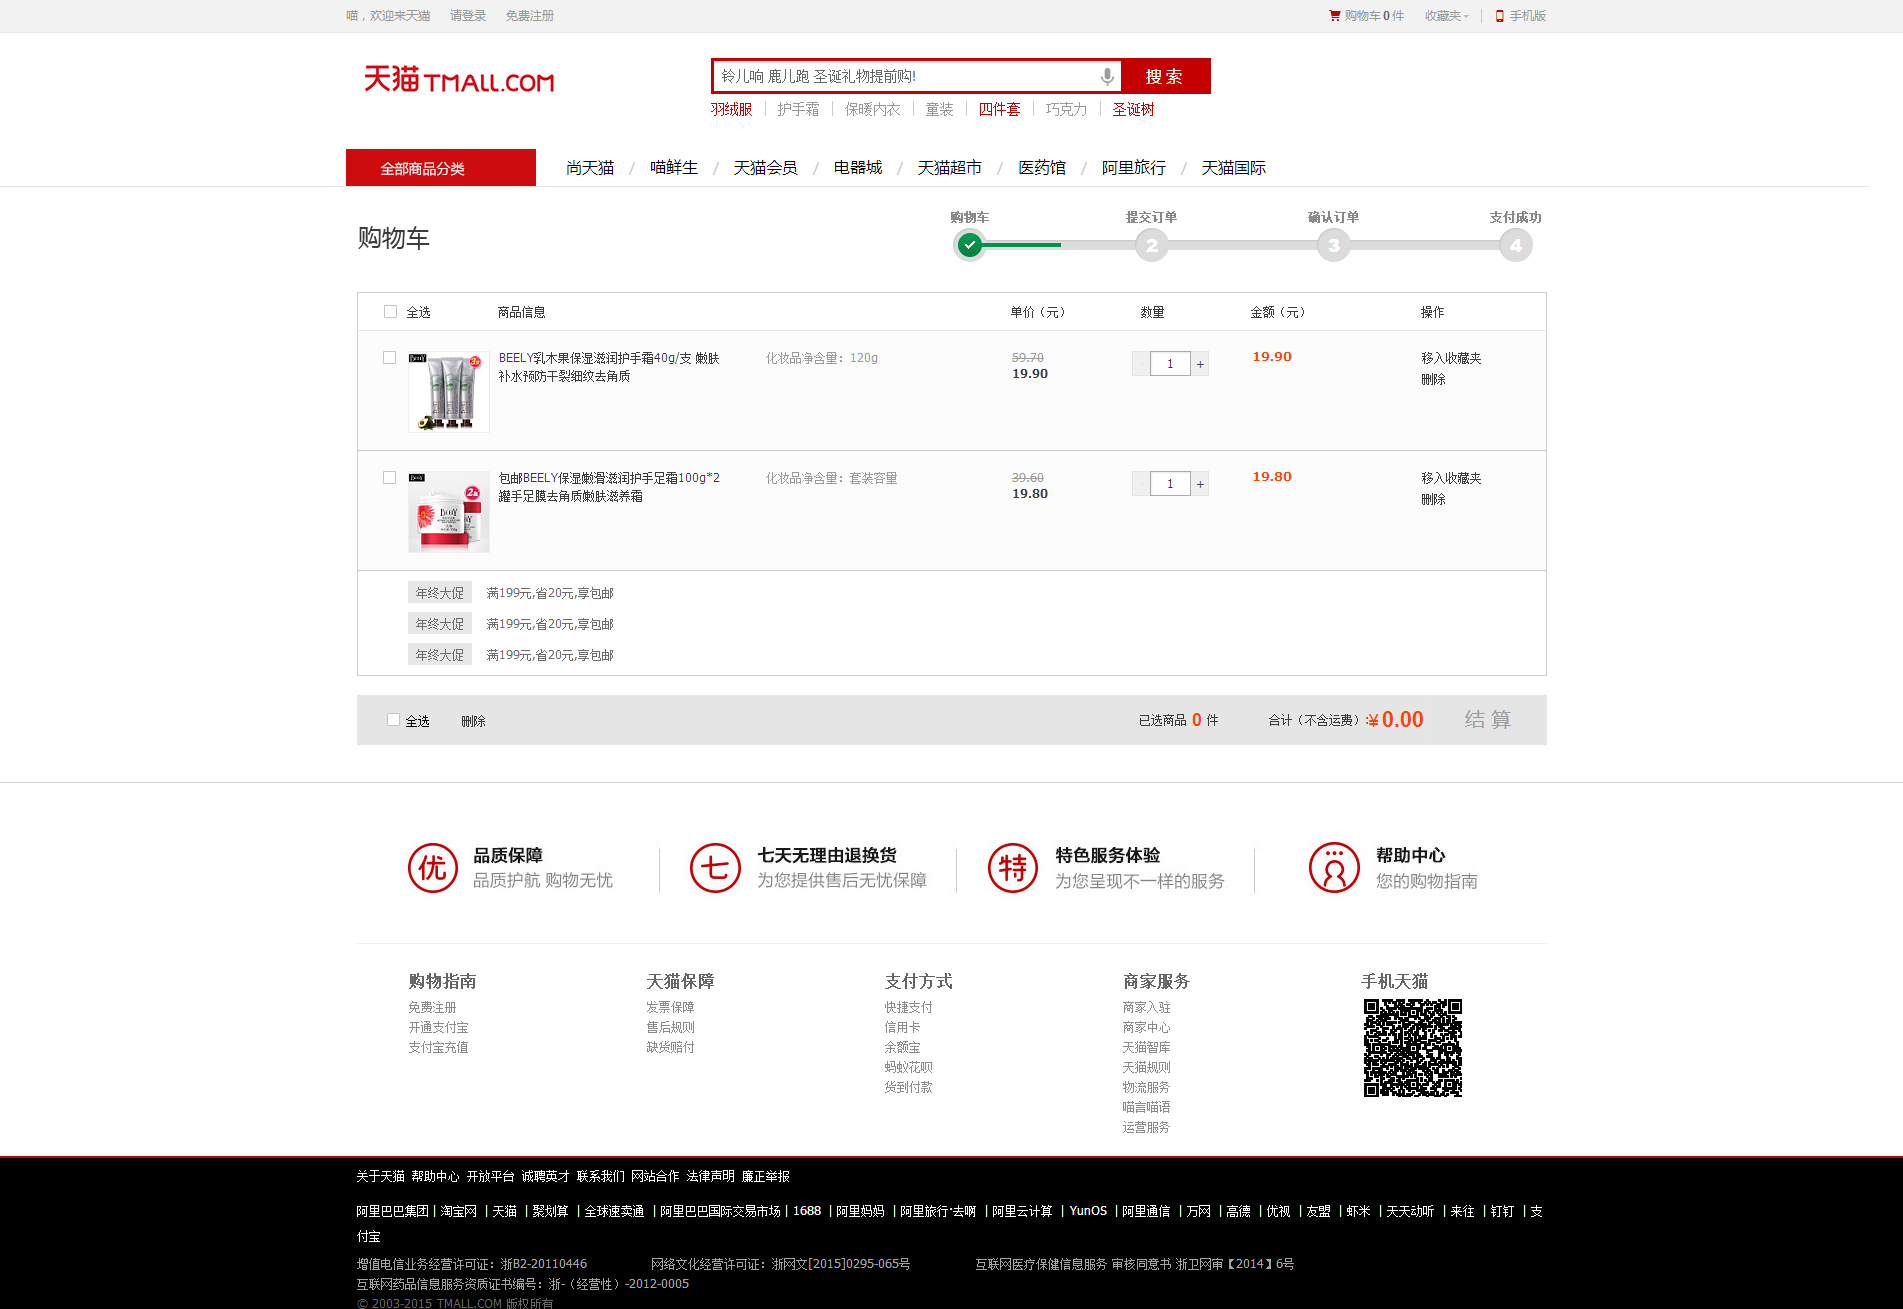 喵，欢迎来天猫 请登录 免费注册 购物车0件 收藏夹 手机版
天猫 TMALL.COM
铃儿响 鹿儿跑 圣诞礼物提前购! 搜 索
羽绒服 护手霜 保暖内衣 童装 四件套 巧克力 圣诞树
全部商品分类 尚天猫 / 喵鲜生 / 天猫会员 / 电器城 / 天猫超市 / 医药馆 / 阿里旅行 / 天猫国际
购物车
购物车 提交订单 确认订单 支付成功
2 3 4
全选 商品信息 单价（元） 数量 金额（元） 操作
BEELY乳木果保湿滋润护手霜40g/支 嫩肤
补水预防干裂细纹去角质
化妆品净含量：120g
59.70
19.90
- 1 +
19.90
移入收藏夹
删除
包邮BEELY保湿嫩滑滋润护手足霜100g*2
罐手足膜去角质嫩肤滋养霜
化妆品净含量：套装容量
39.60
19.80
- 1 +
19.80
移入收藏夹
删除
年终大促 满199元,省20元,享包邮
年终大促 满199元,省20元,享包邮
年终大促 满199元,省20元,享包邮
全选 删除 已选商品 0 件 合计（不含运费）:¥0.00 结 算
优 品质保障
品质护航 购物无忧
七 七天无理由退换货
为您提供售后无忧保障
特 特色服务体验
为您呈现不一样的服务
帮助中心
您的购物指南
购物指南
免费注册
开通支付宝
支付宝充值
天猫保障
发票保障
售后规则
缺货赔付
支付方式
快捷支付
信用卡
余额宝
蚂蚁花呗
货到付款
商家服务
商家入驻
商家中心
天猫智库
天猫规则
物流服务
喵言喵语
运营服务
手机天猫
关于天猫 帮助中心 开放平台 诚聘英才 联系我们 网站合作 法律声明 廉正举报
阿里巴巴集团 | 淘宝网 | 天猫 | 聚划算 | 全球速卖通 | 阿里巴巴国际交易市场 | 1688 | 阿里妈妈 | 阿里旅行·去啊 | 阿里云计算 | YunOS | 阿里通信 | 万网 | 高德 | 优视 | 友盟 | 虾米 | 天天动听 | 来往 | 钉钉 | 支
付宝
增值电信业务经营许可证：浙B2-20110446 网络文化经营许可证：浙网文[2015]0295-065号 互联网医疗保健信息服务 审核同意书 浙卫网审【2014】6号
互联网药品信息服务资质证书编号：浙-（经营性）-2012-0005
© 2003-2015 TMALL.COM 版权所有